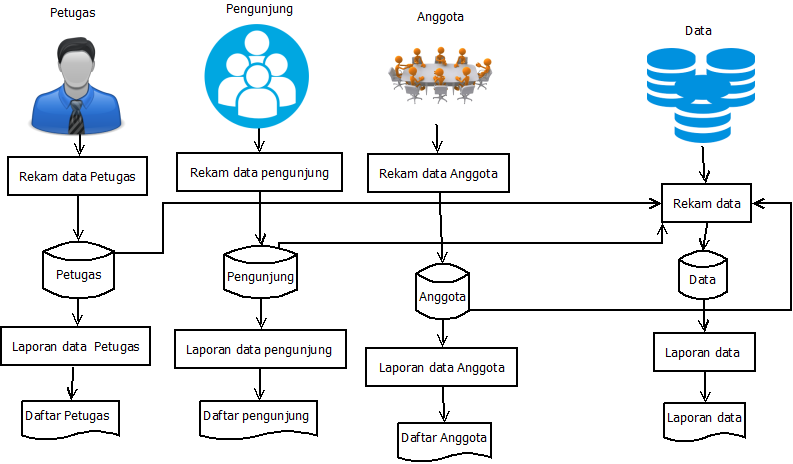 Petugas
Pengunjung
Anggota
Data
Rekam data Petugas
Rekam data pengunjung
Rekam data Anggota
Rekam data
Petugas
Pengunjung
Anggota
Data
Laporan data  Petugas
Laporan data pengunjung
Laporan data Anggota
Laporan data
Daftar Petugas
Daftar pengunjung
Daftar Anggota
Laporan data